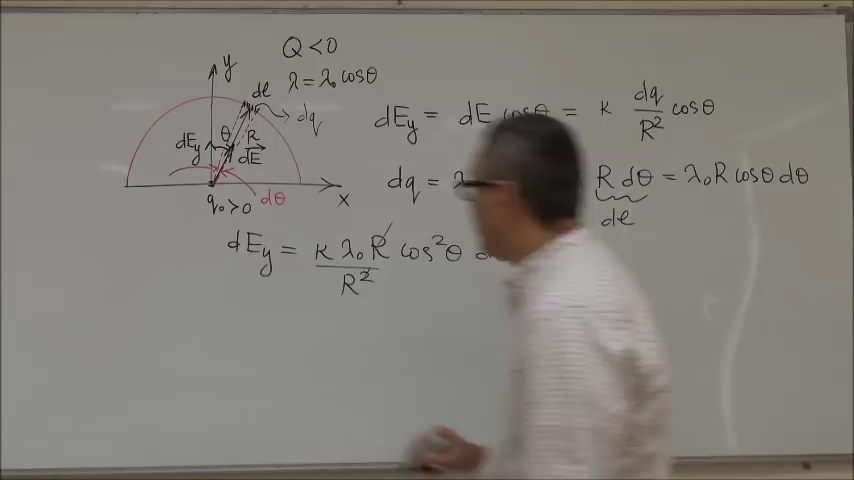 Q < 0
y
λ = λ₀ cosθ
dl
dq
dE_y = dE cosθ = K dq/R² cosθ
θ
R
dE_y
dE
dq = λ R dθ = λ₀ R cosθ dθ
dl
x
q₀ > 0
dθ
dE_y = K λ₀ R/R² cos²θ